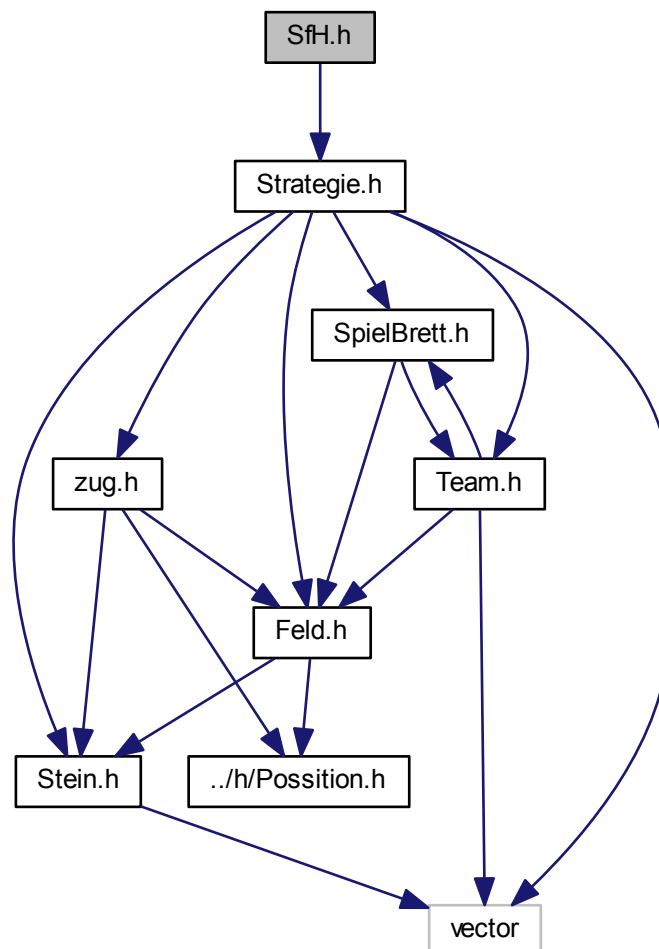 SfH.h
Strategie.h
SpielBrett.h
zug.h
Team.h
Feld.h
Stein.h
../h/Possition.h
vector